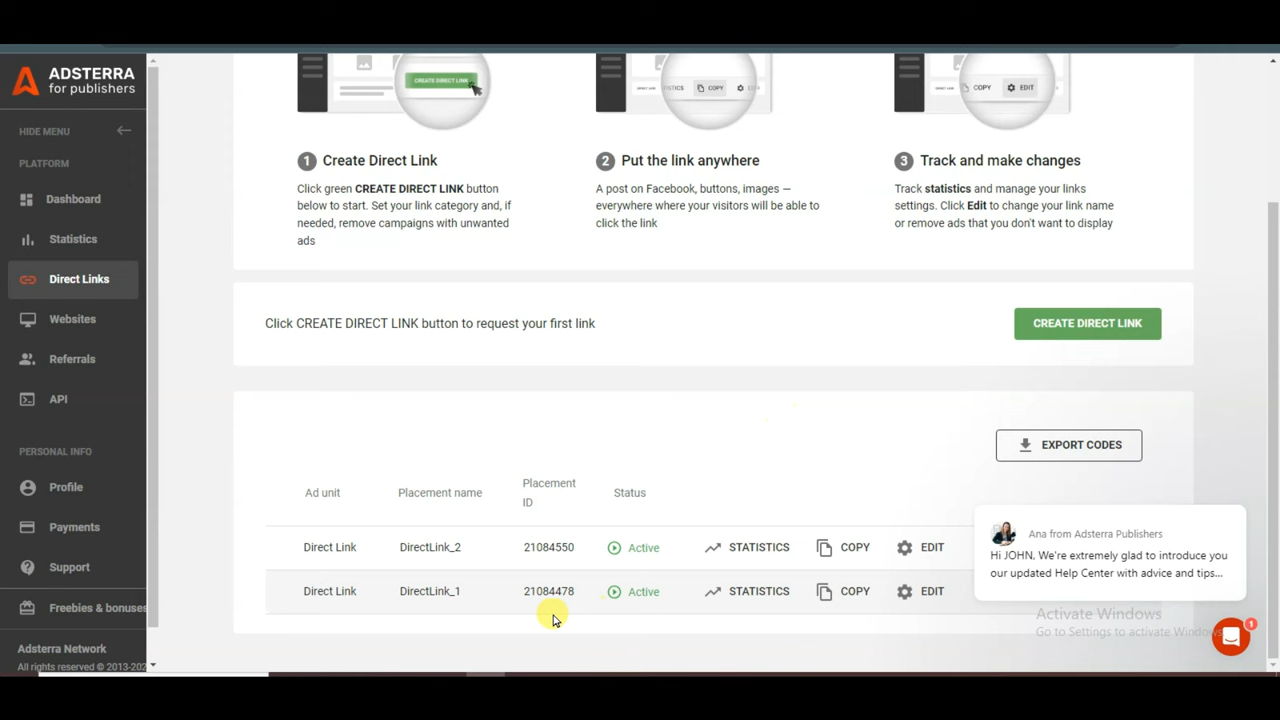 ADSTERRA
for publishers
HIDE MENU
PLATFORM
Dashboard
Statistics
Direct Links
Websites
Referrals
API
PERSONAL INFO
Profile
Payments
Support
Freebies & bonuses
Adsterra Network
All rights reserved © 2013-202
CREATE DIRECT LINK
COPY
COPY
EDIT
1 Create Direct Link
Click green CREATE DIRECT LINK button
below to start. Set your link category and, if
needed, remove campaigns with unwanted
ads
2 Put the link anywhere
A post on Facebook, buttons, images —
everywhere where your visitors will be able to
click the link
3 Track and make changes
Track statistics and manage your links
settings. Click Edit to change your link name
or remove ads that you don't want to display
Click CREATE DIRECT LINK button to request your first link
CREATE DIRECT LINK
EXPORT CODES
Ad unit Placement name Placement ID Status
Direct Link DirectLink_2 21084550 Active STATISTICS COPY EDIT
Direct Link DirectLink_1 21084478 Active STATISTICS COPY EDIT
Ana from Adsterra Publishers
Hi JOHN, We're extremely glad to introduce you
our updated Help Center with advice and tips...
Activate Windows
Go to Settings to activate Windows
1